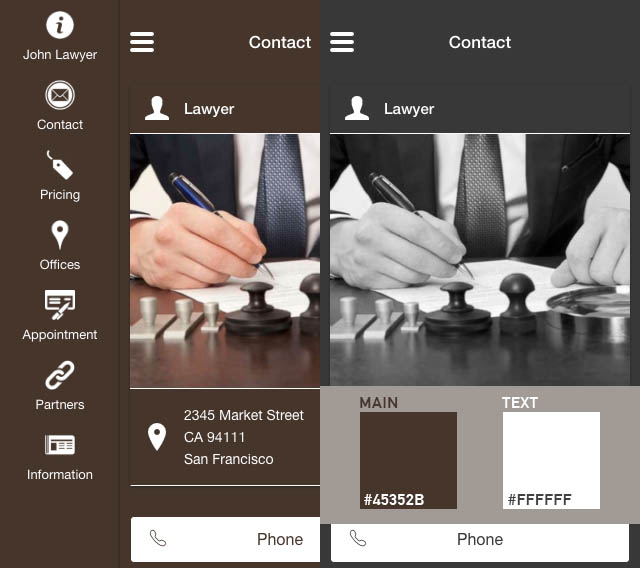 John Lawyer
Contact
Pricing
Offices
Appointment
Partners
Information
Contact
Lawyer
2345 Market Street
CA 94111
San Francisco
Phone
Contact
Lawyer
MAIN
TEXT
#45352B
#FFFFFF
Phone